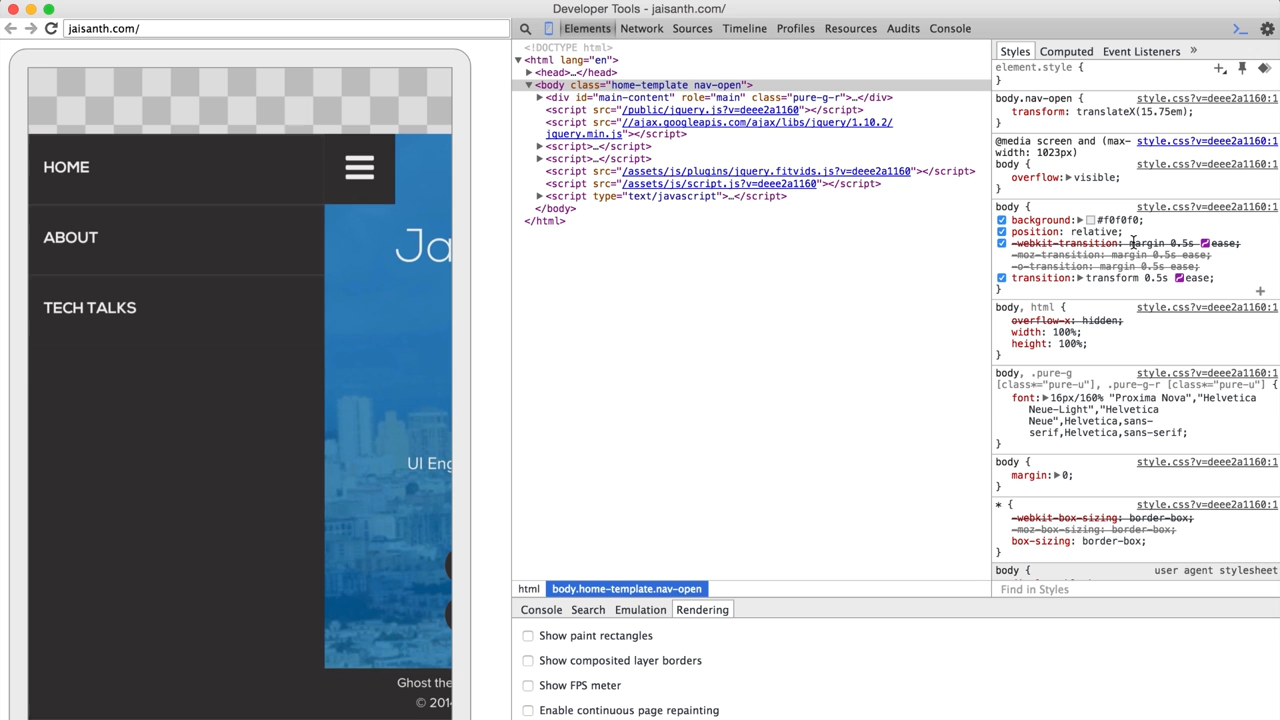 Developer Tools - jaisanth.com/
jaisanth.com/
HOME
ABOUT
TECH TALKS
Ja
UI Eng
Ghost the
© 2014
Elements Network Sources Timeline Profiles Resources Audits Console
<!DOCTYPE html>
▼<html lang="en">
▶<head>…</head>
▼<body class="home-template nav-open">
▶<div id="main-content" role="main" class="pure-g-r">…</div>
<script src="/public/jquery.js?v=deee2a1160"></script>
<script src="//ajax.googleapis.com/ajax/libs/jquery/1.10.2/
jquery.min.js"></script>
▶<script>…</script>
▶<script>…</script>
<script src="/assets/js/plugins/jquery.fitvids.js?v=deee2a1160"></script>
<script src="/assets/js/script.js?v=deee2a1160"></script>
▶<script type="text/javascript">…</script>
</body>
</html>
html body.home-template.nav-open
Styles Computed Event Listeners »
element.style {
}
body.nav-open { style.css?v=deee2a1160:1
transform: translateX(15.75em);
}
@media screen and (max- style.css?v=deee2a1160:1
width: 1023px)
body { style.css?v=deee2a1160:1
overflow:▶visible;
}
body { style.css?v=deee2a1160:1
background:▶#f0f0f0;
position: relative;
-webkit-transition: margin 0.5s ease;
-moz-transition: margin 0.5s ease;
-o-transition: margin 0.5s ease;
transition:▶transform 0.5s ease;
}
body, html { style.css?v=deee2a1160:1
overflow-x: hidden;
width: 100%;
height: 100%;
}
body, .pure-g style.css?v=deee2a1160:1
[class*="pure-u"], .pure-g-r [class*="pure-u"] {
font:▶16px/160% "Proxima Nova","Helvetica
Neue-Light","Helvetica
Neue",Helvetica,sans-
serif,Helvetica,sans-serif;
}
body { style.css?v=deee2a1160:1
margin:▶0;
}
* { style.css?v=deee2a1160:1
-webkit-box-sizing: border-box;
-moz-box-sizing: border-box;
box-sizing: border-box;
}
body { user agent stylesheet
Find in Styles
Console Search Emulation Rendering
Show paint rectangles
Show composited layer borders
Show FPS meter
Enable continuous page repainting